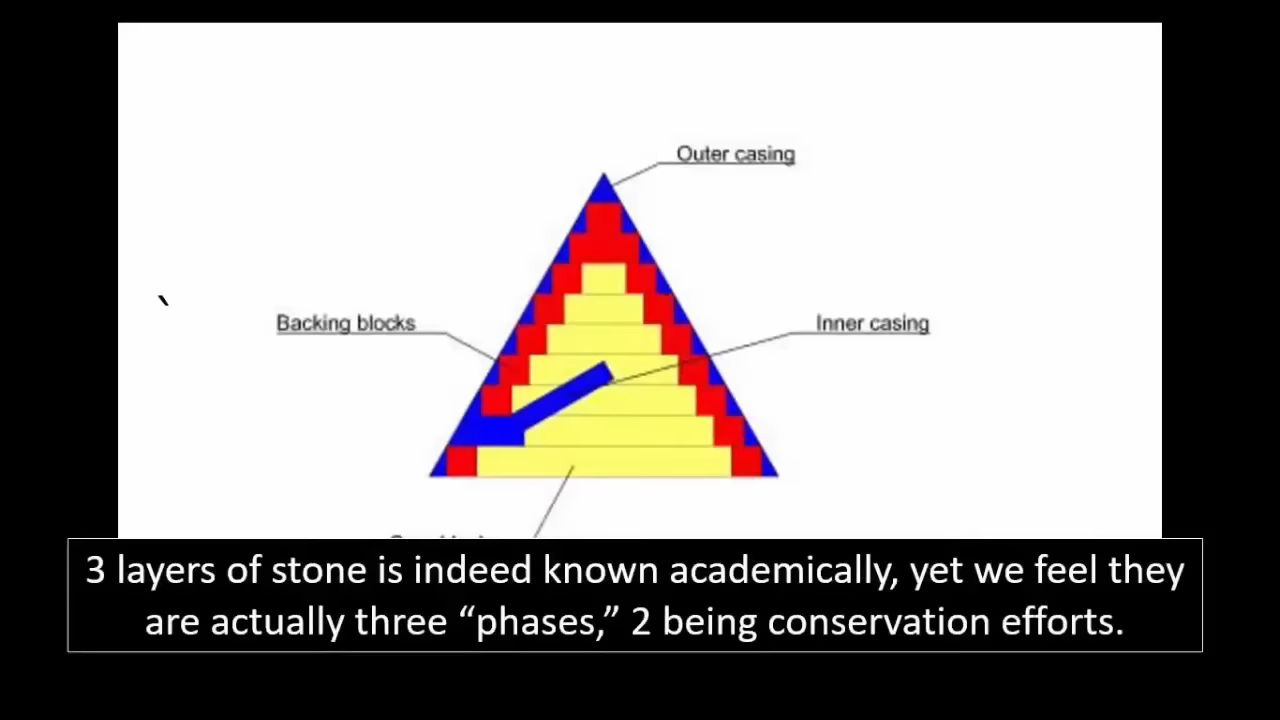 Outer casing
Backing blocks
Inner casing
3 layers of stone is indeed known academically, yet we feel they
are actually three “phases,” 2 being conservation efforts.